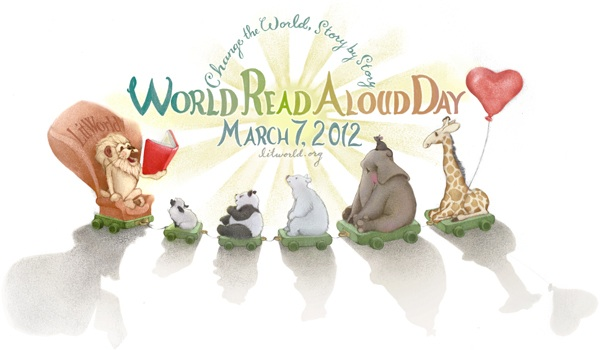 Change the World, Story by Story
WORLD READ ALOUD DAY
MARCH 7, 2012
litworld.org
LitWorld